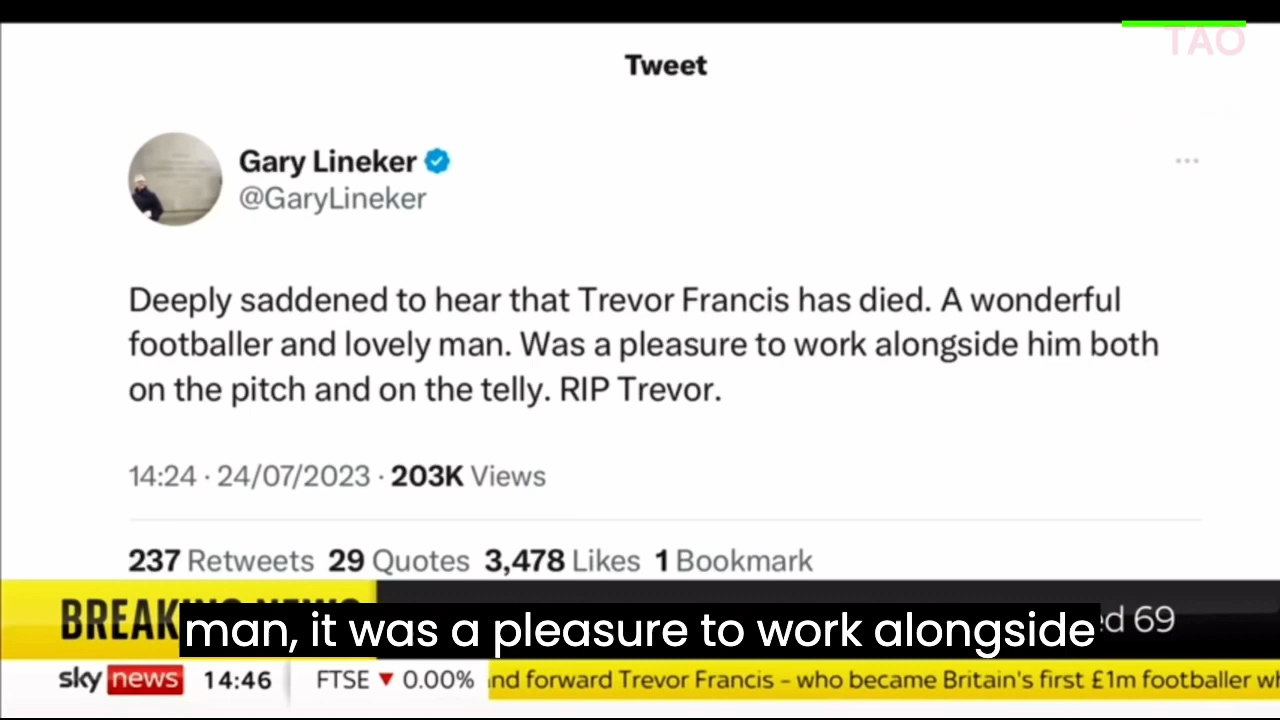 TAO
Tweet
Gary Lineker
@GaryLineker
Deeply saddened to hear that Trevor Francis has died. A wonderful
footballer and lovely man. Was a pleasure to work alongside him both
on the pitch and on the telly. RIP Trevor.
14:24 · 24/07/2023 · 203K Views
237 Retweets 29 Quotes 3,478 Likes 1 Bookmark
BREAKING NEWS
69
man, it was a pleasure to work alongside
sky news 14:46 FTSE ▼ 0.00% forward Trevor Francis – who became Britain's first £1m footballer